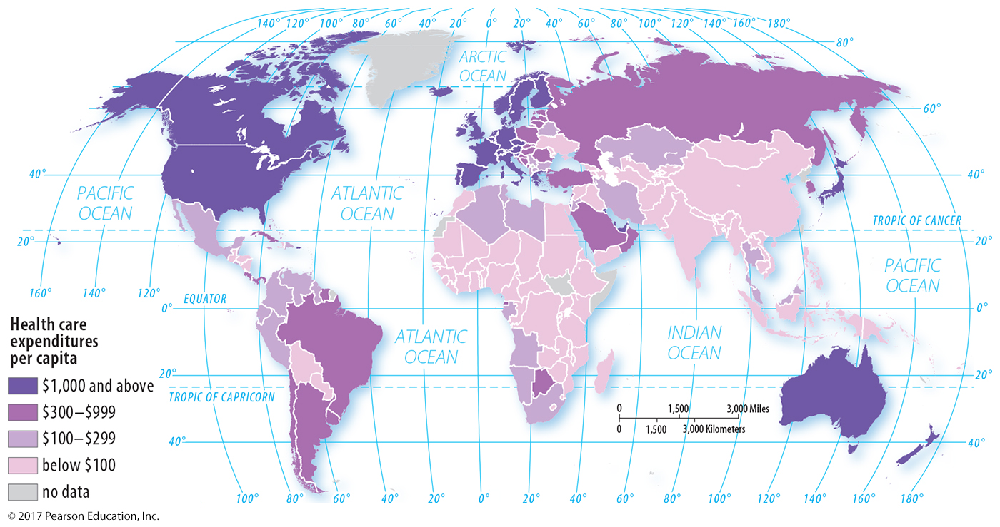 140° 120° 100° 80° 60° 40° 20° 0° 20° 40° 60° 80° 100° 120° 140° 160° 180°
80°
ARCTIC
OCEAN
60°
40°
40°
PACIFIC
OCEAN
ATLANTIC
OCEAN
TROPIC OF CANCER
20°
20°
PACIFIC
OCEAN
160° 140° 120°
EQUATOR
0°
0°
Health care
expenditures
per capita
$1,000 and above
$300–$999
$100–$299
below $100
no data
ATLANTIC
OCEAN
INDIAN
OCEAN
20°
20°
TROPIC OF CAPRICORN
0 1,500 3,000 Miles
0 1,500 3,000 Kilometers
40°
40°
100° 80° 60° 40° 20° 0° 20° 40° 60° 80° 100° 120° 140° 160° 180°
© 2017 Pearson Education, Inc.